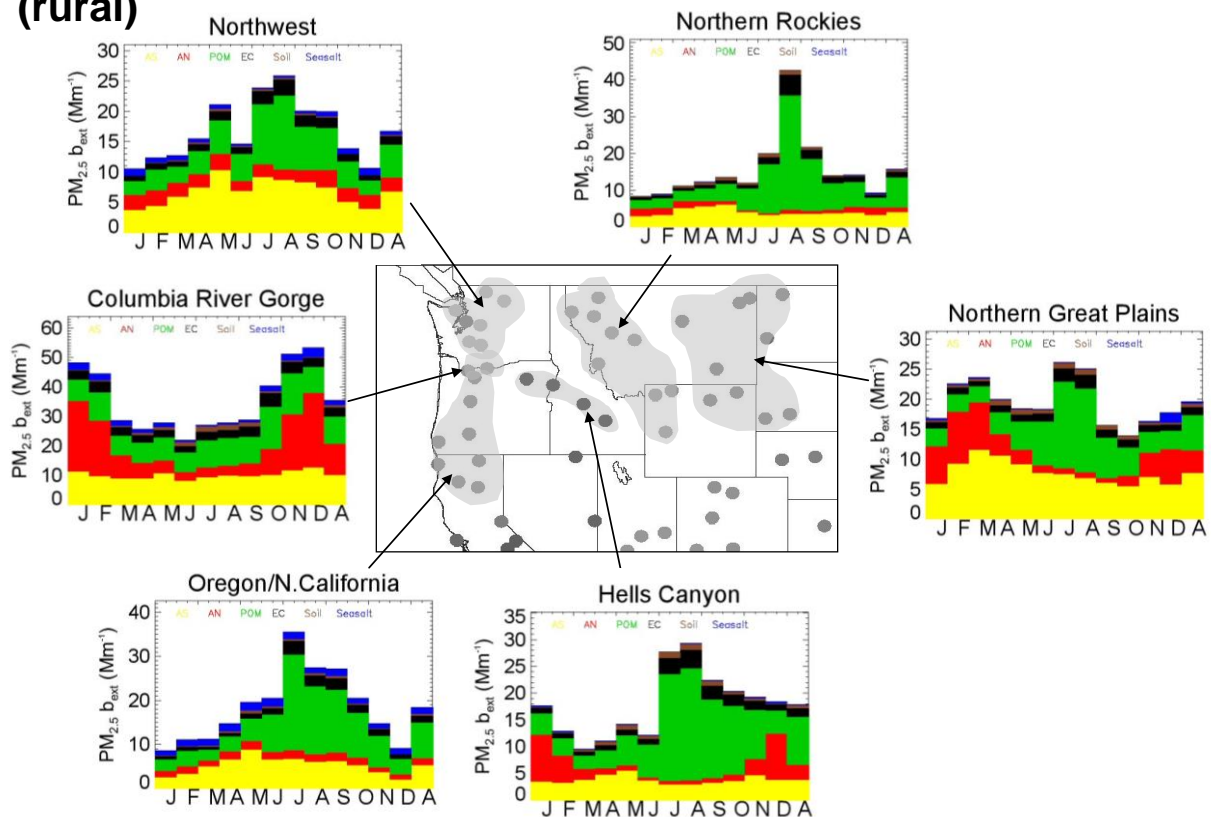 (rural)
Northwest
PM2.5 bext (Mm-1)
30
25
20
15
10
5
0
AS AN POM EC Soil Seasalt
J F M A M J J A S O N D A
Northern Rockies
PM2.5 bext (Mm-1)
50
40
30
20
10
0
AS AN POM EC Soil Seasalt
J F M A M J J A S O N D A
Columbia River Gorge
PM2.5 bext (Mm-1)
60
50
40
30
20
10
0
AS AN POM EC Soil Seasalt
J F M A M J J A S O N D A
Northern Great Plains
PM2.5 bext (Mm-1)
30
25
20
15
10
5
0
AS AN POM EC Soil Seasalt
J F M A M J J A S O N D A
Oregon/N.California
PM2.5 bext (Mm-1)
40
30
20
10
0
AS AN POM EC Soil Seasalt
J F M A M J J A S O N D A
Hells Canyon
PM2.5 bext (Mm-1)
35
30
25
20
15
10
5
0
AS AN POM EC Soil Seasalt
J F M A M J J A S O N D A